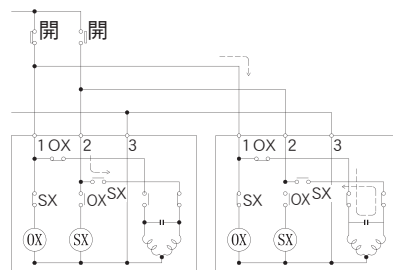 開 開
1 OX 2 3 1 OX 2 3
SX OX SX SX OX SX
OX SX OX SX